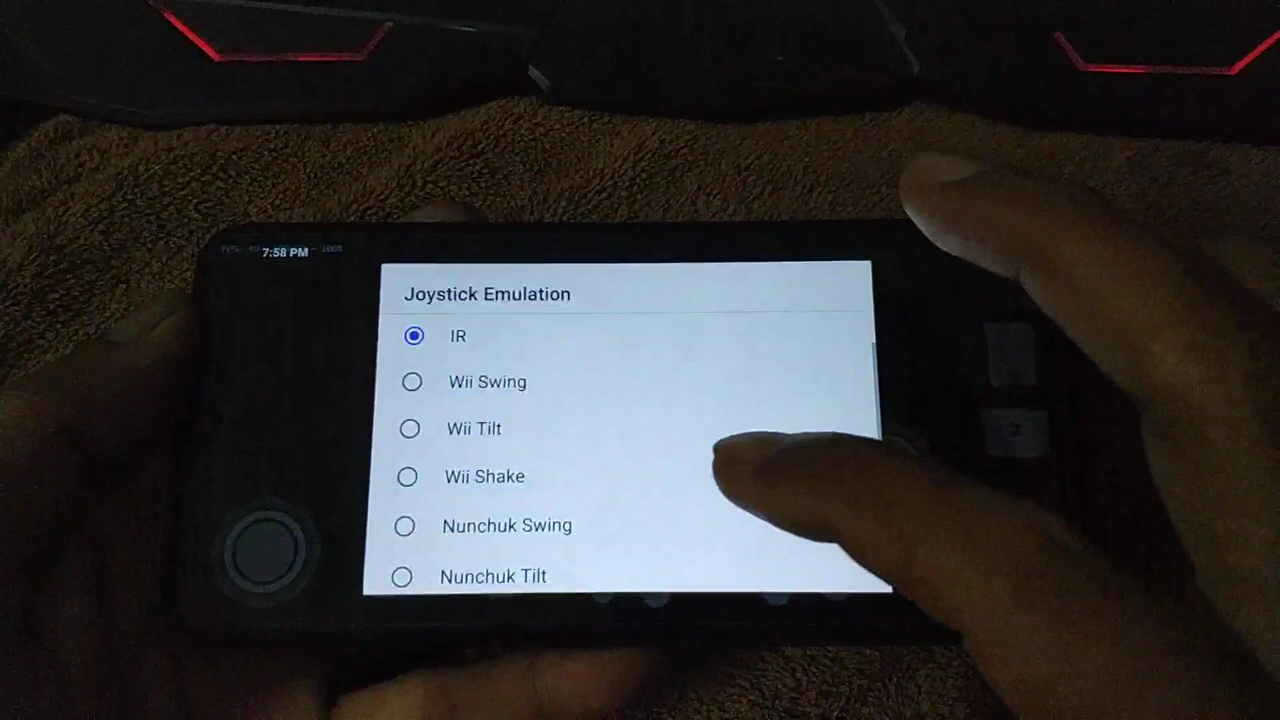 7:58 PM
Joystick Emulation
IR
Wii Swing
Wii Tilt
Wii Shake
Nunchuk Swing
Nunchuk Tilt